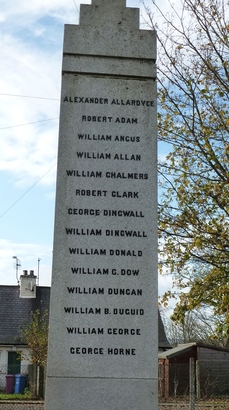 ALEXANDER ALLARDYCE
ROBERT ADAM
WILLIAM ANGUS
WILLIAM ALLAN
WILLIAM CHALMERS
ROBERT CLARK
GEORGE DINGWALL
WILLIAM DINGWALL
WILLIAM DONALD
WILLIAM G. DOW
WILLIAM DUNCAN
WILLIAM B. DUGUID
WILLIAM GEORGE
GEORGE HORNE